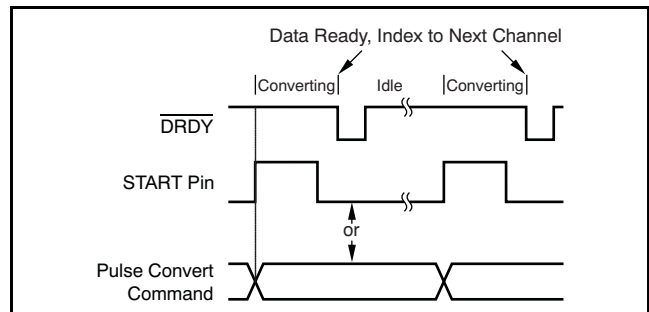 Data Ready, Index to Next Channel
Converting Idle Converting
DRDY
START Pin
or
Pulse Convert
Command